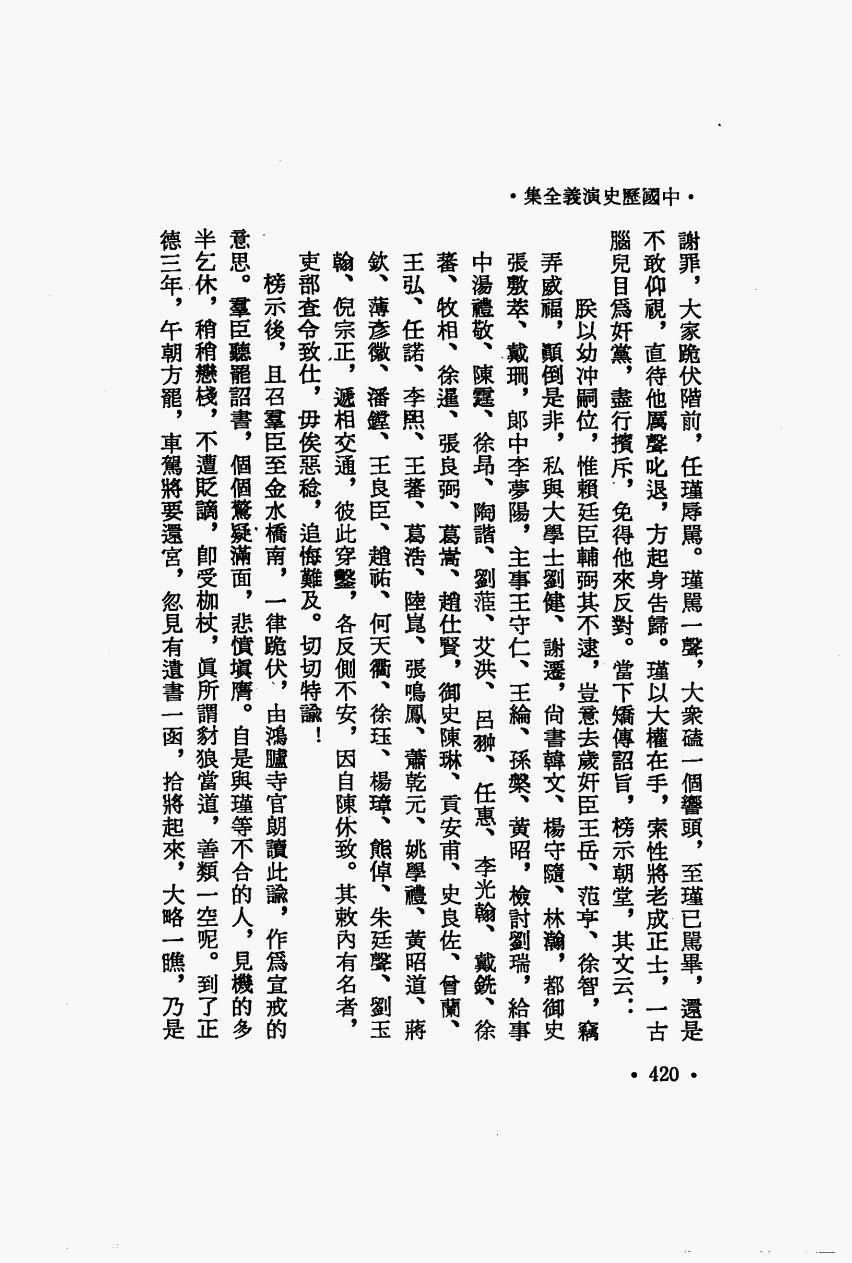 ·中國歷史演義全集·
謝罪，大家跪伏階前，任瑾辱駡。瑾駡一聲，大衆磕一個響頭，至瑾已駡畢，還是
不敢仰視，直待他厲聲叱退，方起身告歸。瑾以大權在手，索性將老成正士，一古
腦兒目爲奸黨，盡行擯斥，免得他來反對。當下矯傳詔旨，榜示朝堂，其文云：
朕以幼沖嗣位，惟賴廷臣輔弼其不逮，豈意去歲奸臣王岳、范亨、徐智，竊
弄威福，顚倒是非，私與大學士劉健、謝遷，尙書韓文、楊守隨、林瀚，都御史
張敷萃、戴珊，郞中李夢陽，主事王守仁、王綸、孫槃、黃昭，檢討劉瑞，給事
中湯禮敬、陳霆、徐昂、陶諧、劉菃、艾洪、呂翀、任惠、李光翰、戴銑、徐
蕃、牧相、徐暹、張良弼、葛嵩、趙仕賢，御史陳琳、貢安甫、史良佐、曾蘭、
王弘、任諾、李熙、王蕃、葛浩、陸崑、張鳴鳳、蕭乾元、姚學禮、黃昭道、蔣
欽、薄彥徽、潘鏜、王良臣、趙祐、何天衢、徐珏、楊璋、熊倬、朱廷聲、劉玉
翰、倪宗正，遞相交通，彼此穿鑿，各反側不安，因自陳休致。其敕內有名者，
吏部查令致仕，毋俟惡稔，追悔難及。切切特諭！
榜示後，且召羣臣至金水橋南，一律跪伏，由鴻臚寺官朗讀此諭，作爲宣戒的
意思。羣臣聽罷詔書，個個驚疑滿面，悲憤塡膺。自是與瑾等不合的人，見機的多
半乞休，稍稍戀棧，不遭貶謫，卽受枷杖，眞所謂豺狼當道，善類一空呢。到了正
德三年，午朝方罷，車駕將要還宮，忽見有遺書一函，拾將起來，大略一瞧，乃是
·420·